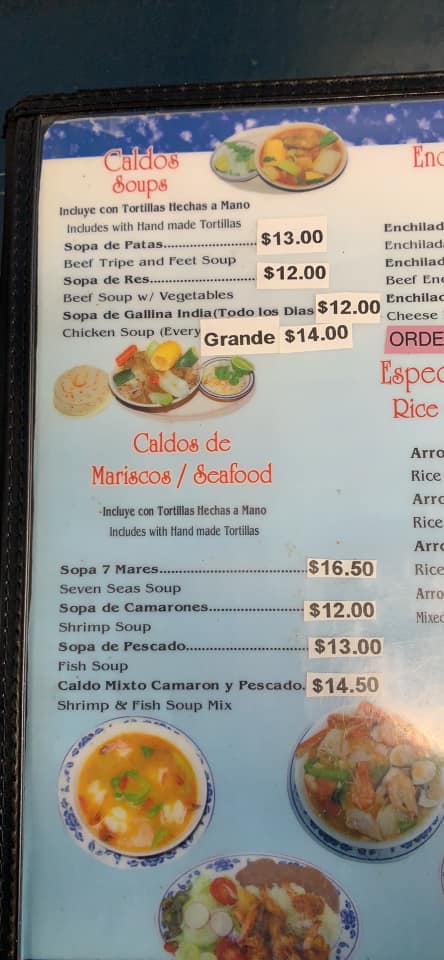 Caldos
Soups
Incluye con Tortillas Hechas a Mano
Includes with Hand made Tortillas
Sopa de Patas.......................... $13.00
Beef Tripe and Feet Soup
Sopa de Res............................. $12.00
Beef Soup w/ Vegetables
Sopa de Gallina India(Todo los Dias $12.00
Chicken Soup (Every Grande $14.00
Caldos de
Mariscos / Seafood
Incluye con Tortillas Hechas a Mano
Includes with Hand made Tortillas
Sopa 7 Mares.................................... $16.50
Seven Seas Soup
Sopa de Camarones........................ $12.00
Shrimp Soup
Sopa de Pescado.............................. $13.00
Fish Soup
Caldo Mixto Camaron y Pescado. $14.50
Shrimp & Fish Soup Mix
Enc
Enchilad
Enchilad
Enchilad
Beef En
Enchila
Cheese
ORDE
Espec
Rice
Arro
Rice
Arro
Rice
Arro
Rice
Arro
Mixed